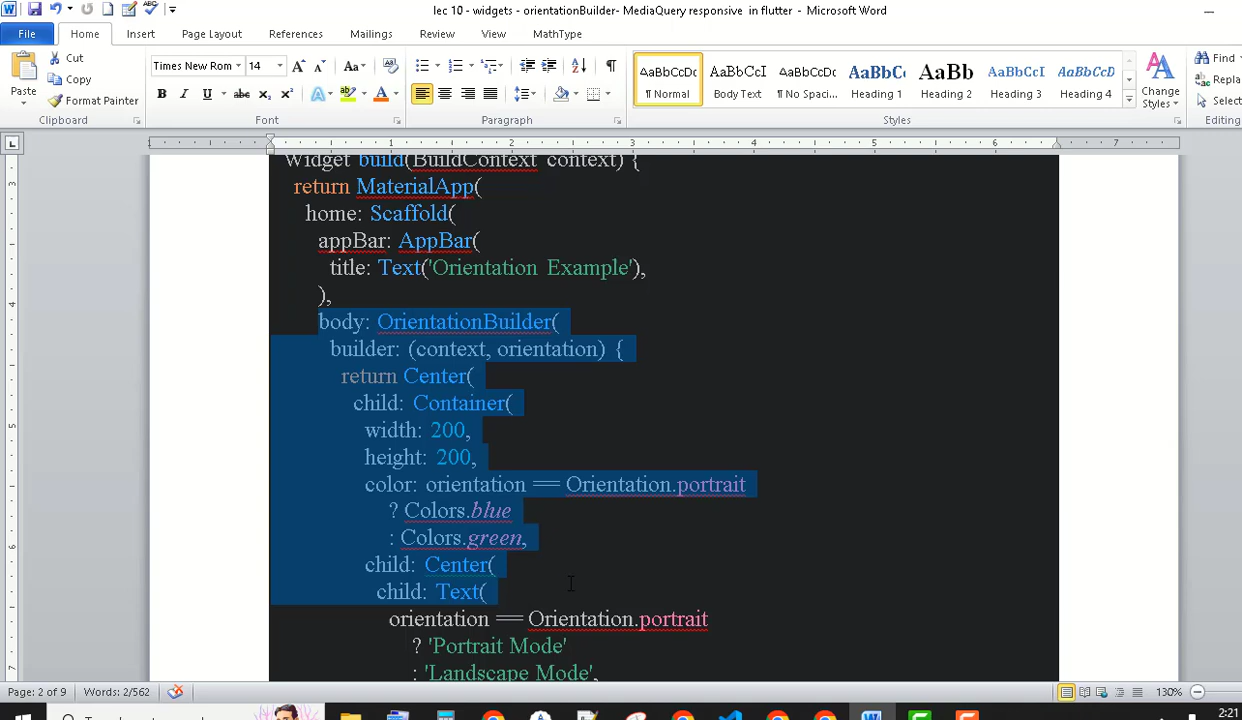 lec 10 - widgets - orientationBuilder- MediaQuery responsive in flutter - Microsoft Word
File Home Insert Page Layout References Mailings Review View MathType
Paste
Cut
Copy
Format Painter
Clipboard
Times New Rom 14
Font
Paragraph
AaBbCcDc AaBbCcI AaBbCcDc AaBbCc AaBb AaBbCcI AaBbCcD
¶ Normal Body Text ¶ No Spaci... Heading 1 Heading 2 Heading 3 Heading 4
Styles
Change Styles
Find
Repla
Select
Editing
Widget build(BuildContext context) {
return MaterialApp(
home: Scaffold(
appBar: AppBar(
title: Text('Orientation Example'),
),
body: OrientationBuilder(
builder: (context, orientation) {
return Center(
child: Container(
width: 200,
height: 200,
color: orientation == Orientation.portrait
? Colors.blue
: Colors.green,
child: Center(
child: Text(
orientation == Orientation.portrait
? 'Portrait Mode'
: 'Landscape Mode',
Page: 2 of 9 Words: 2/562 130%
2:21